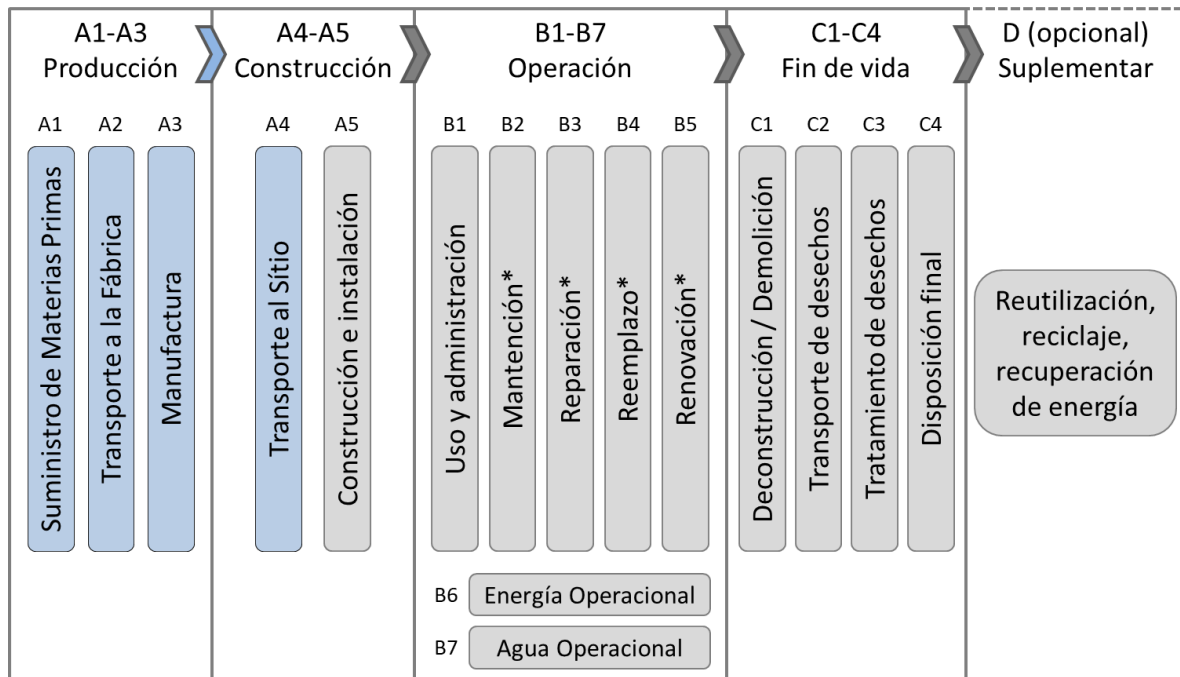 A1-A3
Producción
A4-A5
Construcción
B1-B7
Operación
C1-C4
Fin de vida
D (opcional)
Suplementar
A1
A2
A3
A4
A5
B1
B2
B3
B4
B5
C1
C2
C3
C4
Suministro de Materias Primas
Transporte a la Fábrica
Manufactura
Transporte al Sítio
Construcción e instalación
Uso y administración
Mantención*
Reparación*
Reemplazo*
Renovación*
Deconstrucción / Demolición
Transporte de desechos
Tratamiento de desechos
Disposición final
Reutilización,
reciclaje,
recuperación
de energía
B6
Energía Operacional
B7
Agua Operacional